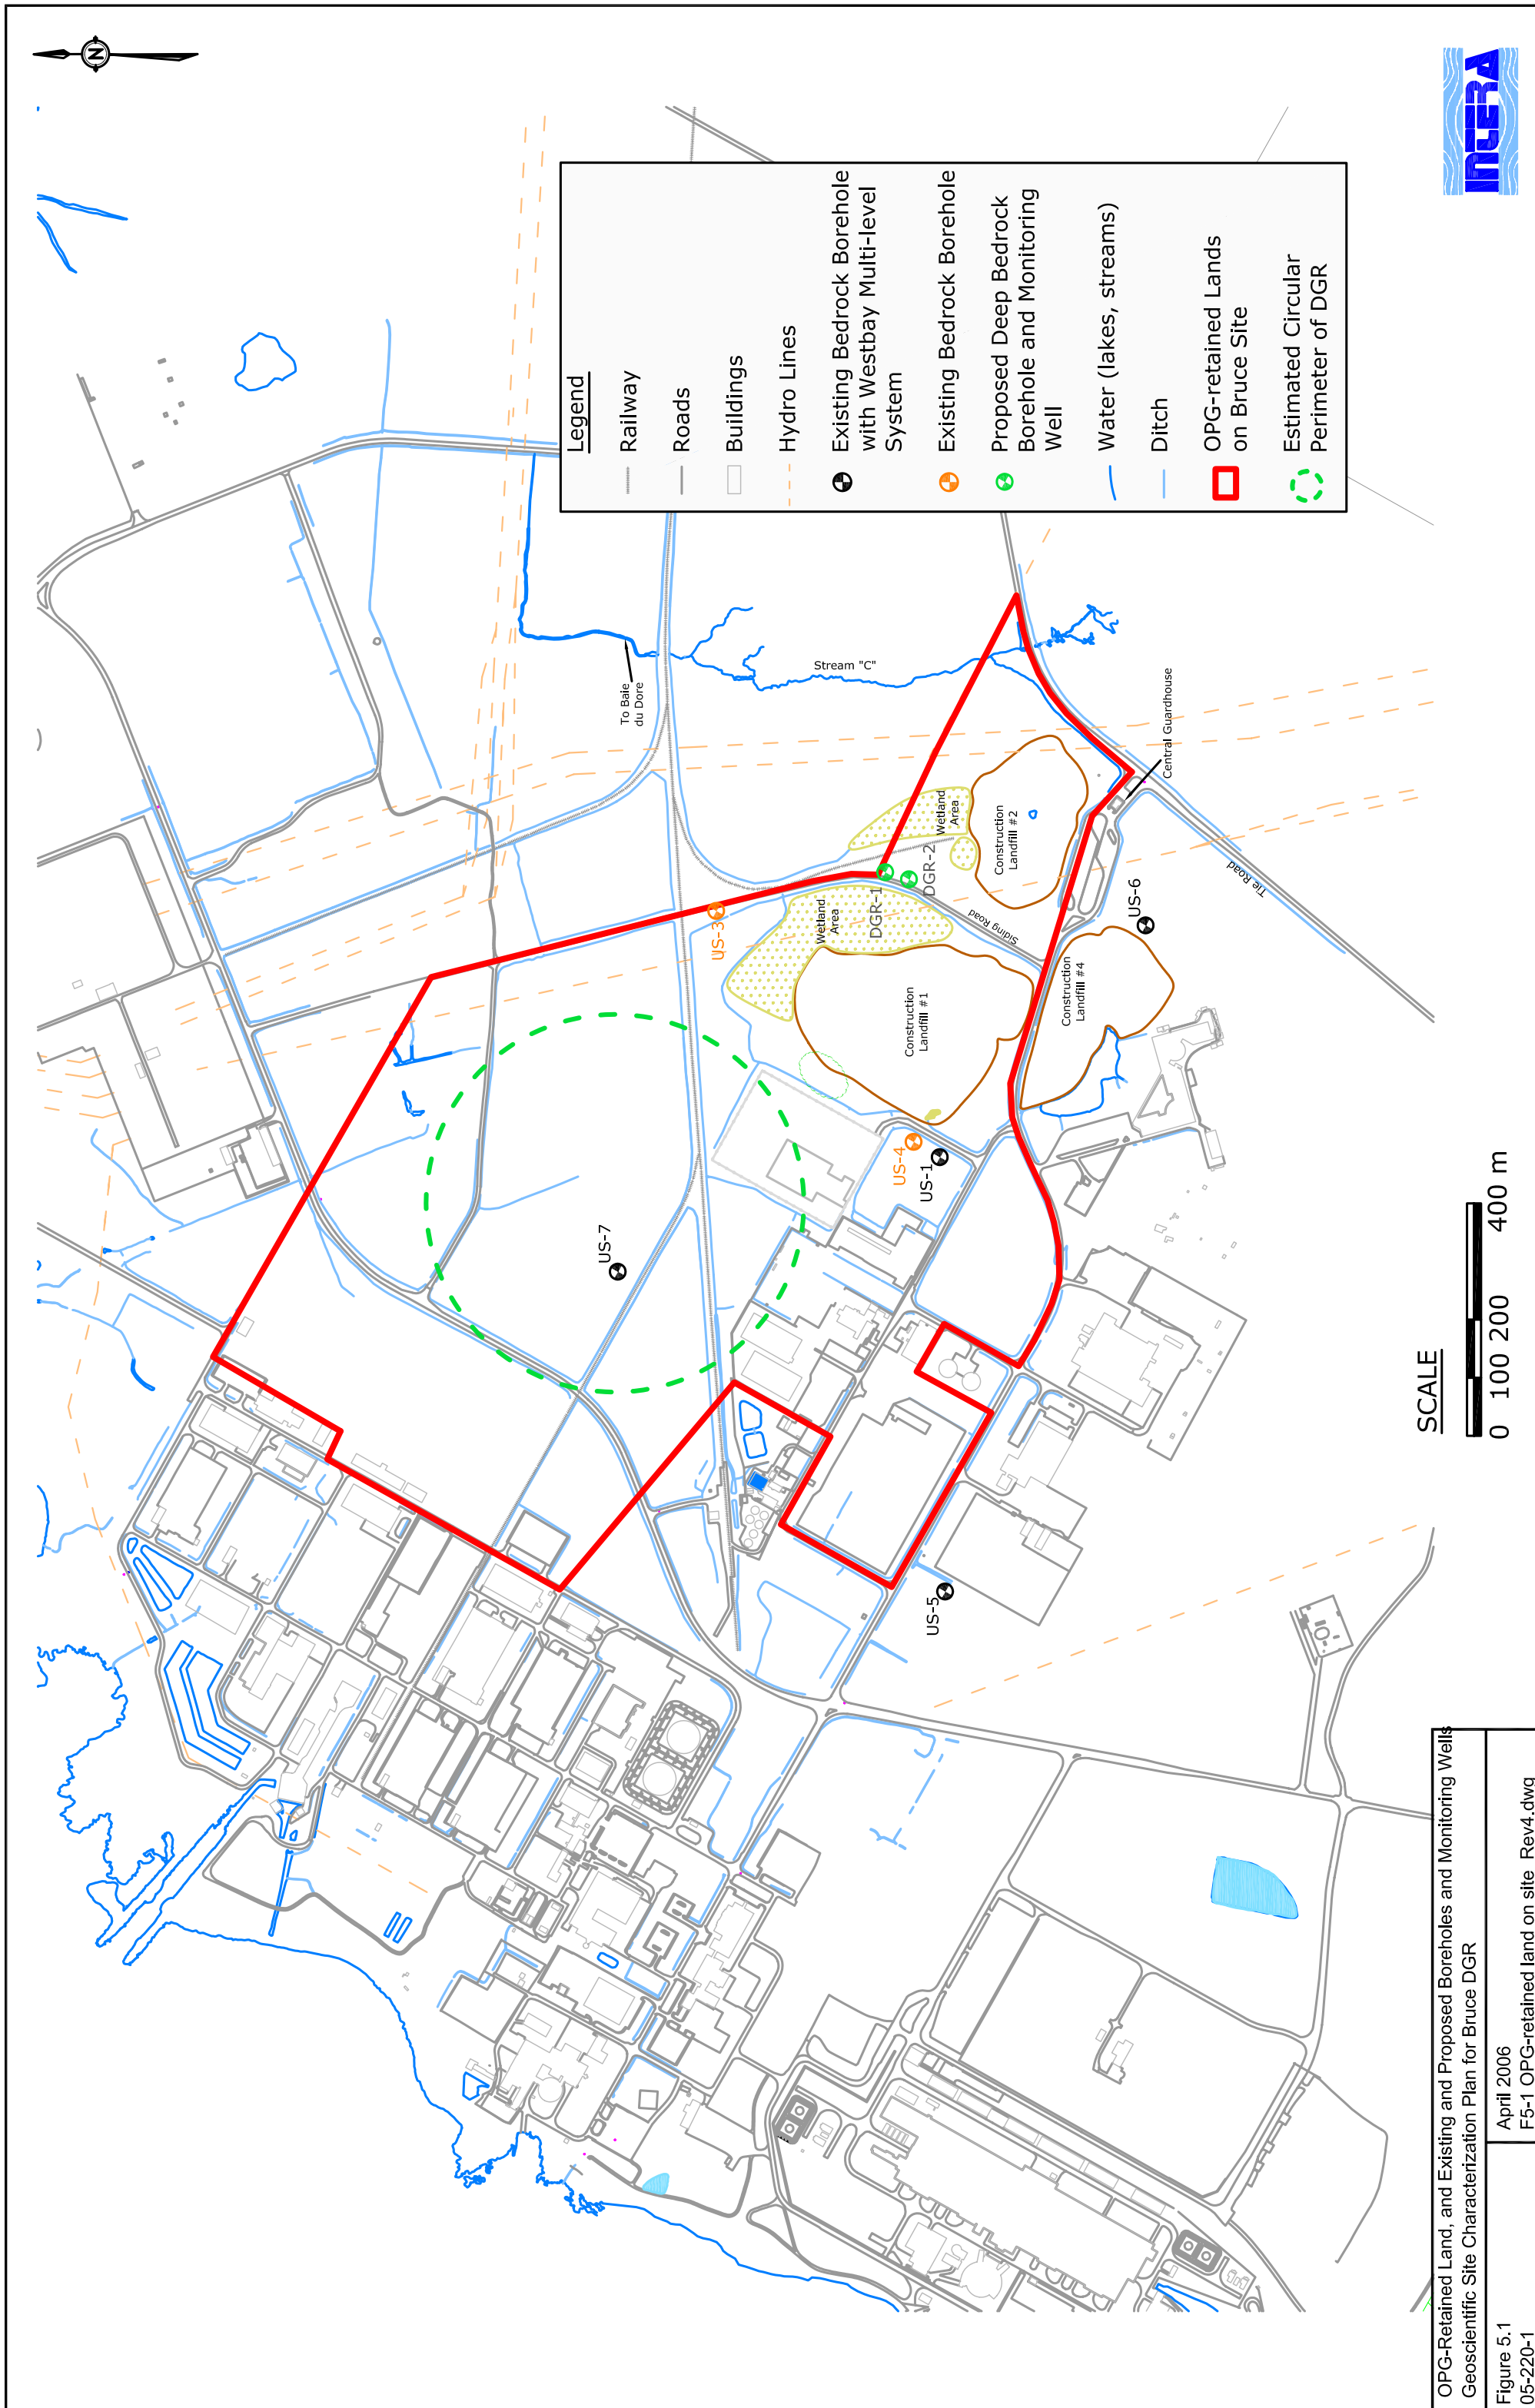 N
Legend
Railway
Roads
Buildings
Hydro Lines
Existing Bedrock Borehole
with Westbay Multi-level
System
Existing Bedrock Borehole
Proposed Deep Bedrock
Borehole and Monitoring
Well
Water (lakes, streams)
Ditch
OPG-retained Lands
on Bruce Site
Estimated Circular
Perimeter of DGR
To Baie
du Dore
Stream "C"
US-3
US-7
Wetland
Area
DGR-1
DGR-2
Wetland
Area
Construction
Landfill #2
Construction
Landfill #1
Siding Road
Construction
Landfill #4
Central Guardhouse
Tie Road
US-4
US-1
US-6
US-5
SCALE
0 100 200 400 m
INTERA
OPG-Retained Land, and Existing and Proposed Boreholes and Monitoring Wells
Geoscientific Site Characterization Plan for Bruce DGR
Figure 5.1
05-220-1
April 2006
F5-1 OPG-retained land on site_Rev4.dwg